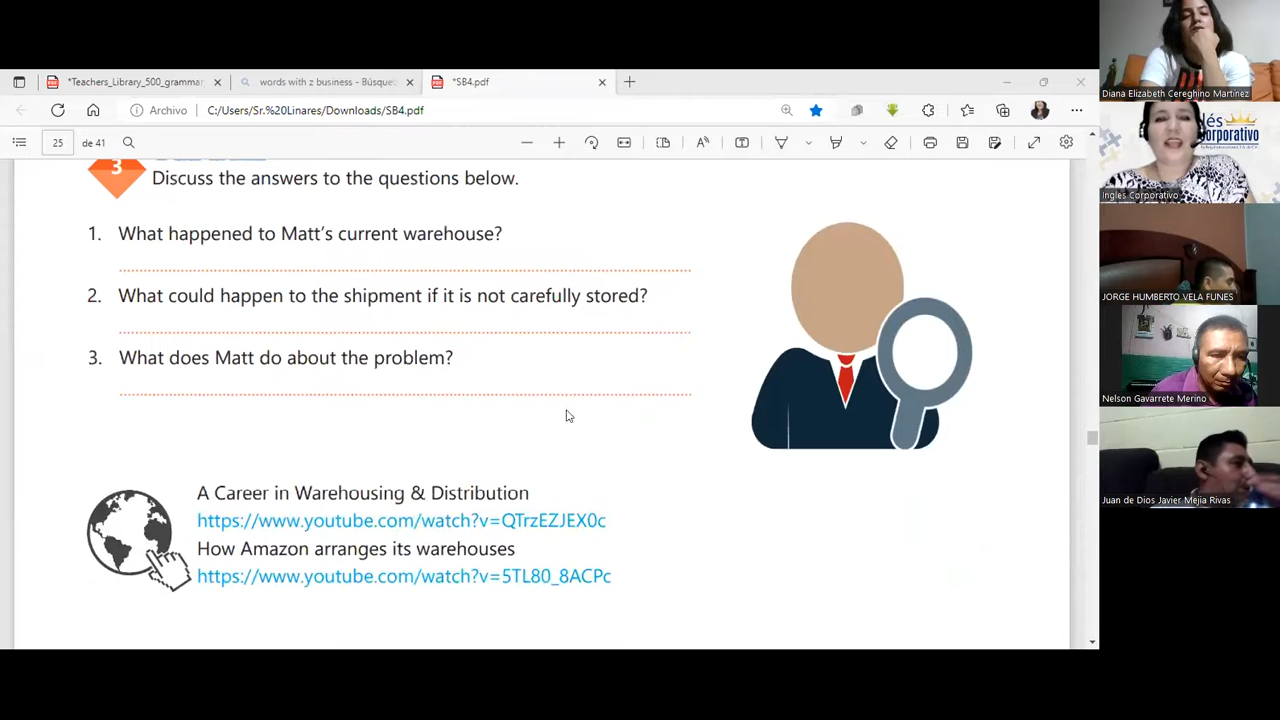 *Teachers_Library_500_grammar
words with z business - Búsque
*SB4.pdf
Archivo
C:/Users/Sr.%20Linares/Downloads/SB4.pdf
25
de 41
3
Discuss the answers to the questions below.
1. What happened to Matt's current warehouse?
2. What could happen to the shipment if it is not carefully stored?
3. What does Matt do about the problem?
A Career in Warehousing & Distribution
https://www.youtube.com/watch?v=QTrzEZJEX0c
How Amazon arranges its warehouses
https://www.youtube.com/watch?v=5TL80_8ACPc
Diana Elizabeth Cereghino Martínez
Ingles Corporativo
JORGE HUMBERTO VELA FUNES
Nelson Gavarrete Merino
Juan de Dios Javier Mejia Rivas